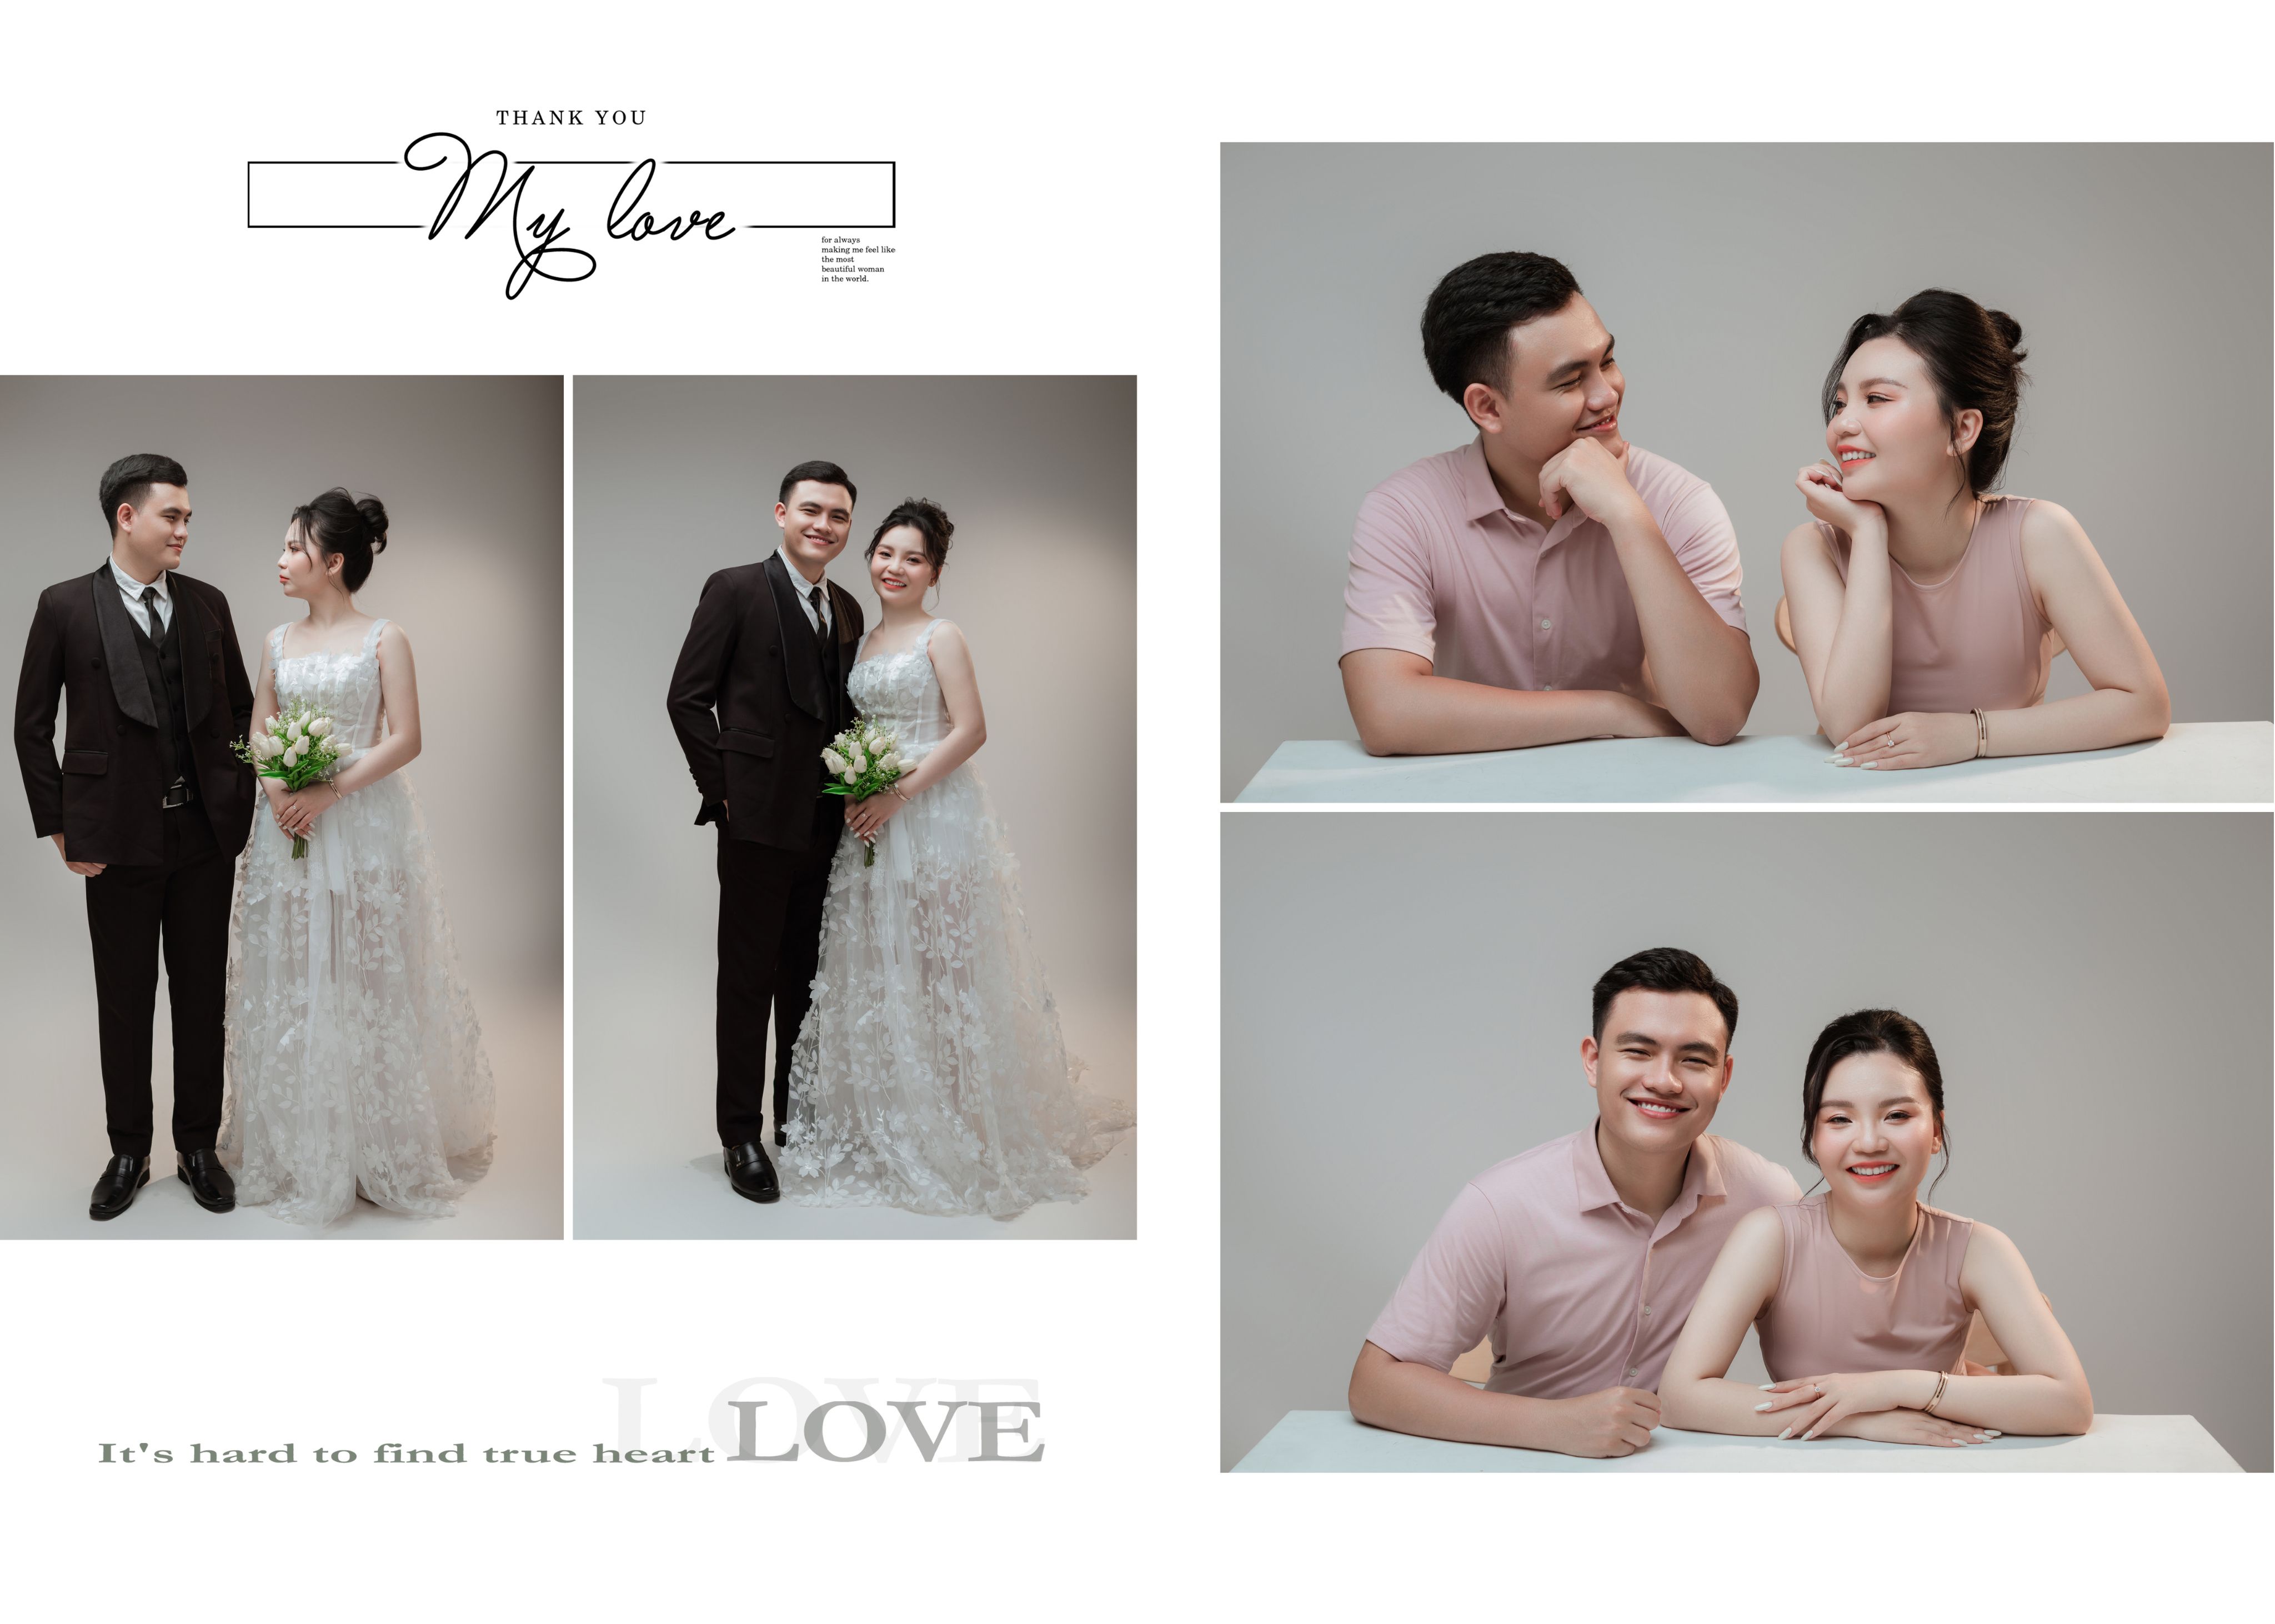 THANK YOU
My love
for always
making me feel like
the most
beautiful woman
in the world.
LOVE
It's hard to find true heart LOVE